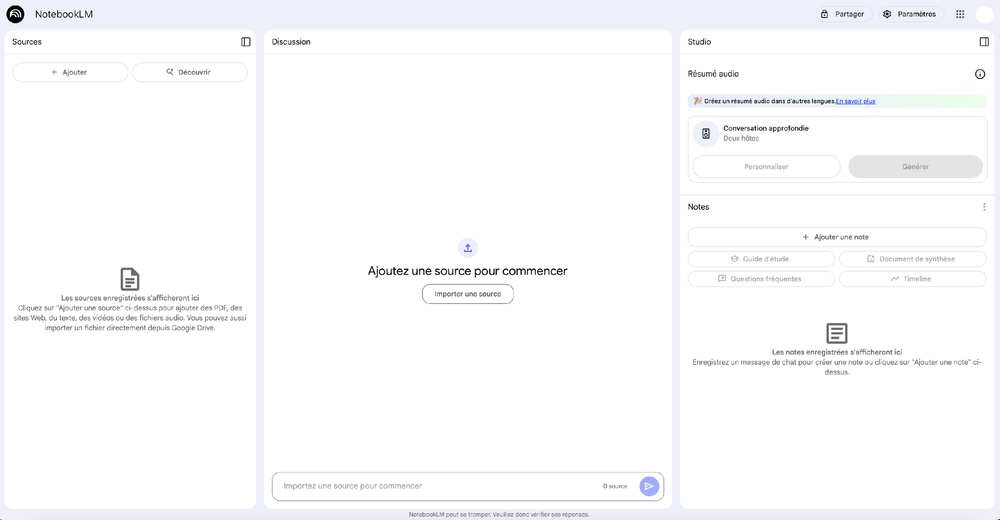 NotebookLM
Partager
Paramètres
Sources
Ajouter
Découvrir
Les sources enregistrées s'afficheront ici
Cliquez sur "Ajouter une source" ci-dessus pour ajouter des PDF, des
sites Web, du texte, des vidéos ou des fichiers audio. Vous pouvez aussi
importer un fichier directement depuis Google Drive.
Discussion
Ajoutez une source pour commencer
Importer une source
Importez une source pour commencer
0 source
Studio
Résumé audio
Créez un résumé audio dans d'autres langues.En savoir plus
Conversation approfondie
Deux hôtes
Personnaliser
Générer
Notes
Ajouter une note
Guide d'étude
Document de synthèse
Questions fréquentes
Timeline
Les notes enregistrées s'afficheront ici
Enregistrez un message de chat pour créer une note ou cliquez sur "Ajouter une note" ci-
dessus.
NotebookLM peut se tromper. Veuillez donc vérifier ses réponses.